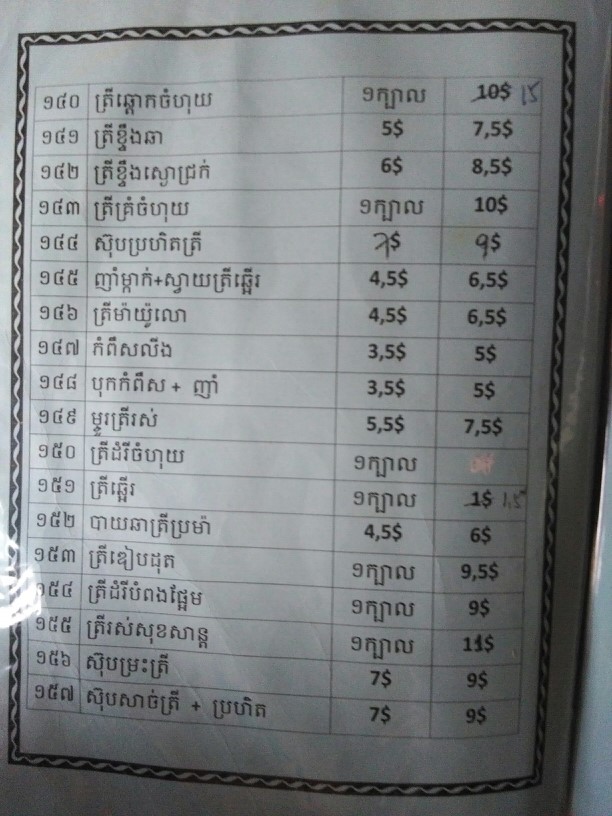 ១៤០ ត្រីឆ្តោកចំហុយ ១ក្បាល 10$ 15
១៤១ ត្រីខ្ទឹងឆា 5$ 7,5$
១៤២ ត្រីខ្ទឹងស្ងោជ្រក់ 6$ 8,5$
១៤៣ ត្រីគ្រំចំហុយ ១ក្បាល 10$
១៤៤ ស៊ុបប្រហិតត្រី 7$ 9$
១៤៥ ញាំម្កាក់+ស្វាយត្រីឆ្អើរ 4,5$ 6,5$
១៤៦ ត្រីម៉ាយ៉ូលោ 4,5$ 6,5$
១៤៧ កំពឹសលីង 3,5$ 5$
១៤៨ បុកកំពឹស + ញាំ 3,5$ 5$
១៤៩ ម្ជូរត្រីរស់ 5,5$ 7,5$
១៥០ ត្រីដំរីចំហុយ ១ក្បាល
១៥១ ត្រីឆ្អើរ ១ក្បាល 1$ 1,5
១៥២ បាយឆាត្រីប្រម៉ា 4,5$ 6$
១៥៣ ត្រីឌៀបដុត ១ក្បាល 9,5$
១៥៤ ត្រីដំរីបំពងផ្អែម ១ក្បាល 9$
១៥៥ ត្រីរស់សុខសាន្ត ១ក្បាល 11$
១៥៦ ស៊ុបម្រះត្រី 7$ 9$
១៥៧ ស៊ុបសាច់ត្រី + ប្រហិត 7$ 9$